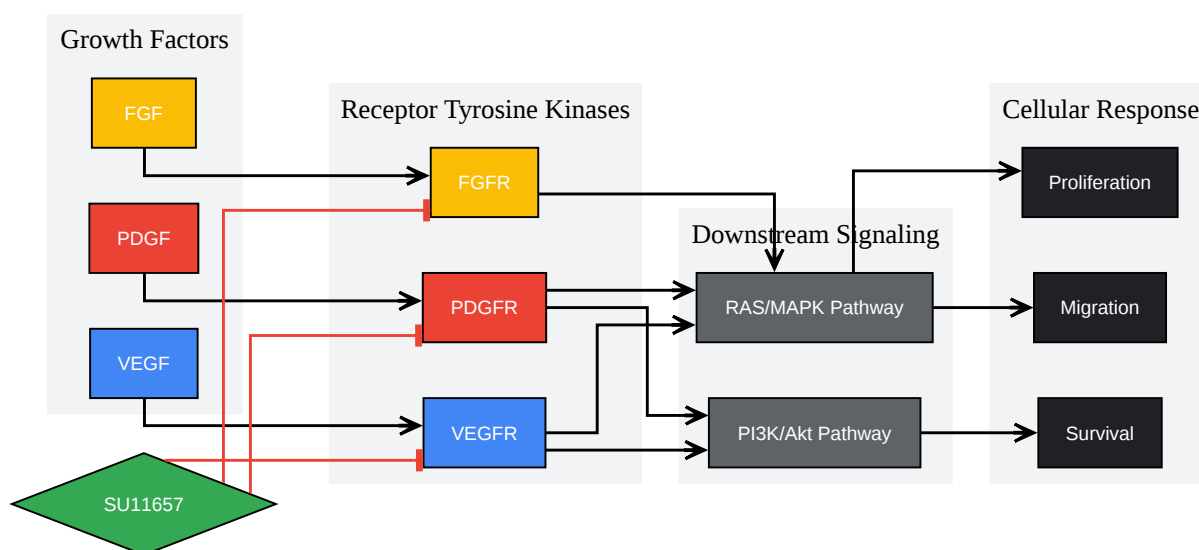 Growth Factors
FGF
PDGF
VEGF
SU11657
Receptor Tyrosine Kinases
FGFR
PDGFR
VEGFR
Downstream Signaling
RAS/MAPK Pathway
PI3K/Akt Pathway
Cellular Response
Proliferation
Migration
Survival